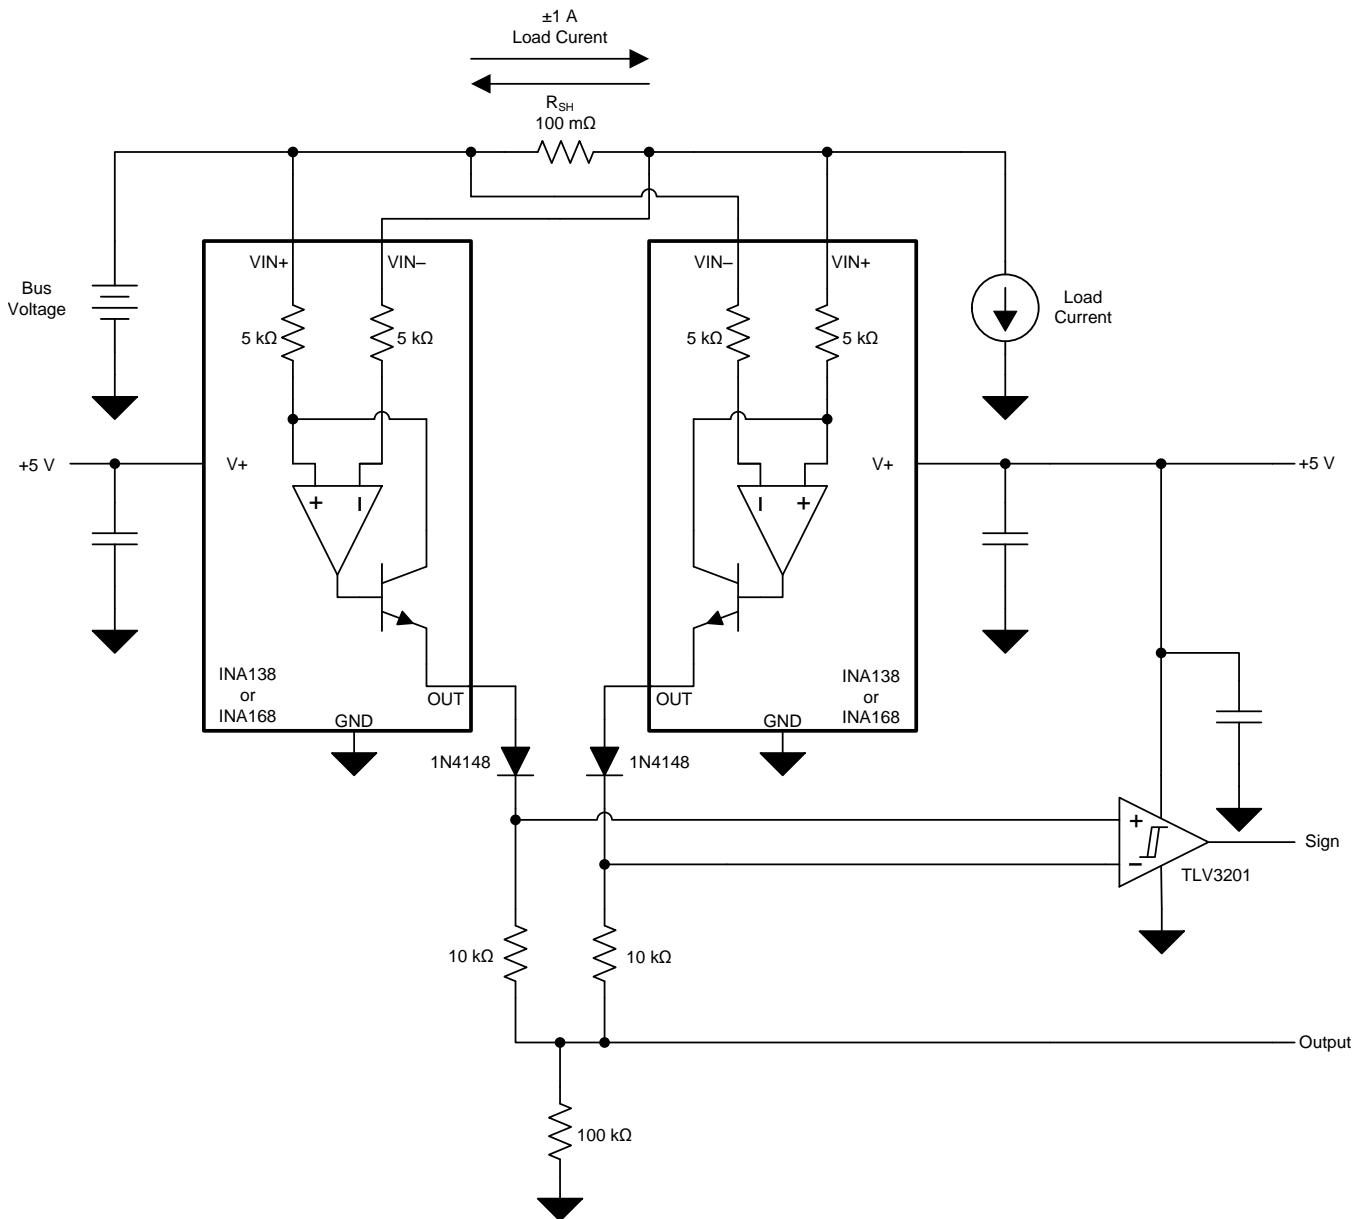 ±1 A
Load Curent
R_SH
100 mΩ
VIN+
VIN–
VIN–
VIN+
Bus
Voltage
Load
Current
5 kΩ
5 kΩ
5 kΩ
5 kΩ
+5 V
V+
V+
+5 V
+
–
–
+
INA138
or
INA168
OUT
GND
INA138
or
INA168
OUT
GND
1N4148
1N4148
+
–
Sign
TLV3201
10 kΩ
10 kΩ
Output
100 kΩ